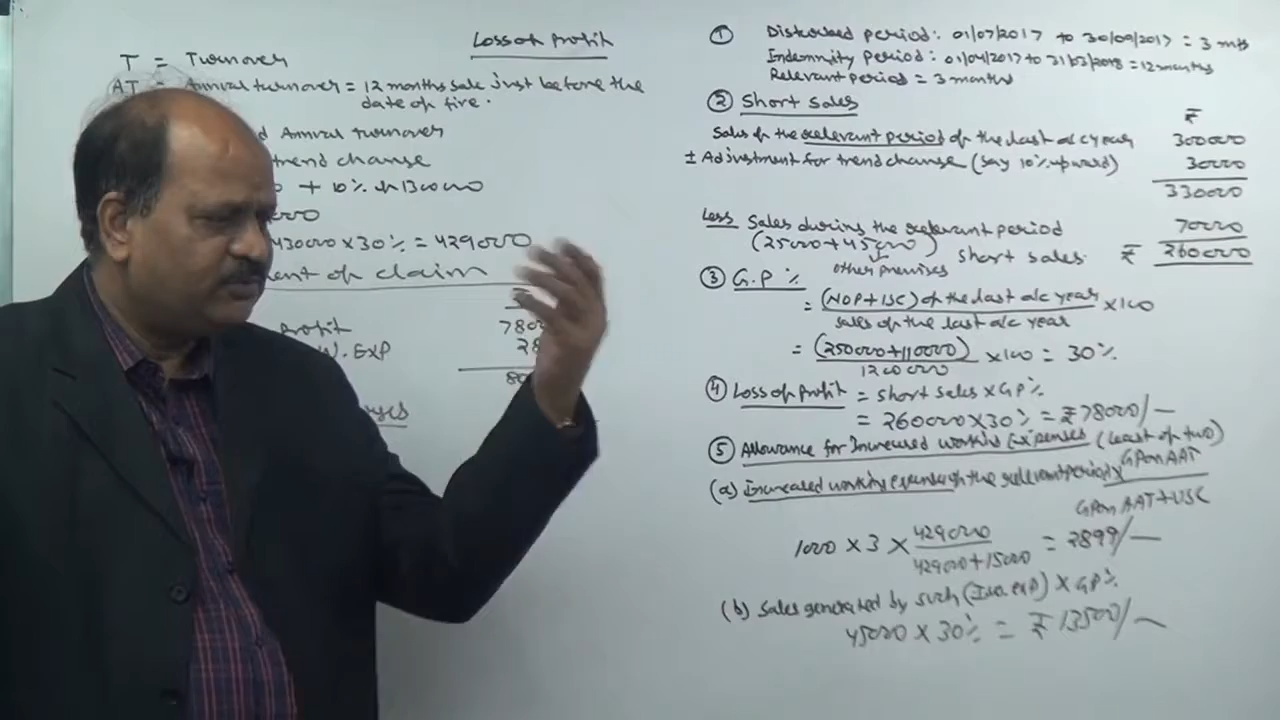 Loss of Profit
T = Turnover
AT = Annual turnover = 12 months sale just before the
date of fire.
d Annual turnover
trend change
+ 10% in 1300000
430000 x 30% = 429000
ent of claim
Profit 780
W. EXP 28
80
① Disturbed period: 01/07/2017 to 30/09/2017 = 3 mts
Indemnity Period: 01/04/2017 to 31/03/2018 = 12 months
Relevant period = 3 months
② Short Sales ₹
Sales of the relevant period of the last a/c year 300000
± Adjustment for trend change (say 10% upward) 30000
330000
Less Sales during the relevant period 70000
(25000 + 45000) short sales ₹ 260000
other premises
③ G.P %
= (NOP + ISC) of the last a/c year x 100
sales of the last a/c year
= (250000 + 110000) x 100 = 30%
1200000
④ Loss of Profit = short sales x GP%
= 260000 x 30% = ₹ 78000/-
⑤ Allowance for Increased working Expenses (least of two)
(a) Increased working expenses of the relevant period x GP on AAT
GP on AAT + USC
1000 x 3 x 429000 = 2899/-
429000 + 15000
(b) Sales generated by such (Inc. exp) x GP%
45000 x 30% = ₹ 13500/-